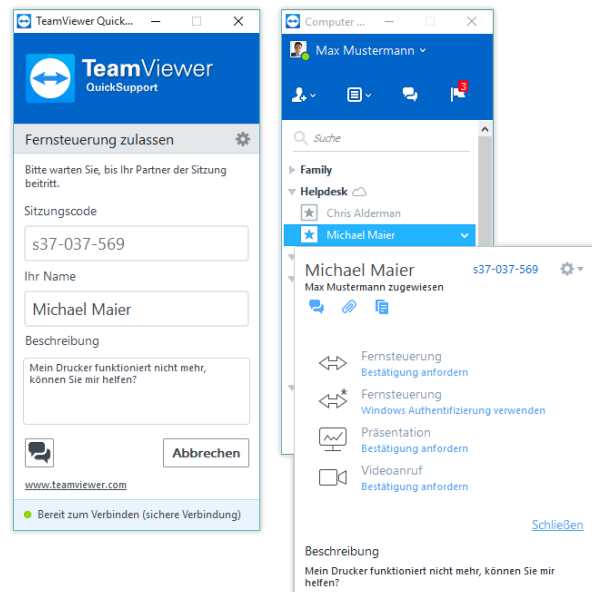 TeamViewer Quick...
TeamViewer
QuickSupport
Fernsteuerung zulassen
Bitte warten Sie, bis Ihr Partner der Sitzung
beitritt.
Sitzungscode
s37-037-569
Ihr Name
Michael Maier
Beschreibung
Mein Drucker funktioniert nicht mehr,
können Sie mir helfen?
Abbrechen
www.teamviewer.com
Bereit zum Verbinden (sichere Verbindung)
Computer ...
Max Mustermann
3
Suche
Family
Helpdesk
Chris Alderman
Michael Maier
Michael Maier
s37-037-569
Max Mustermann zugewiesen
Fernsteuerung
Bestätigung anfordern
Fernsteuerung
Windows Authentifizierung verwenden
Präsentation
Bestätigung anfordern
Videoanruf
Bestätigung anfordern
Schließen
Beschreibung
Mein Drucker funktioniert nicht mehr, können Sie mir
helfen?